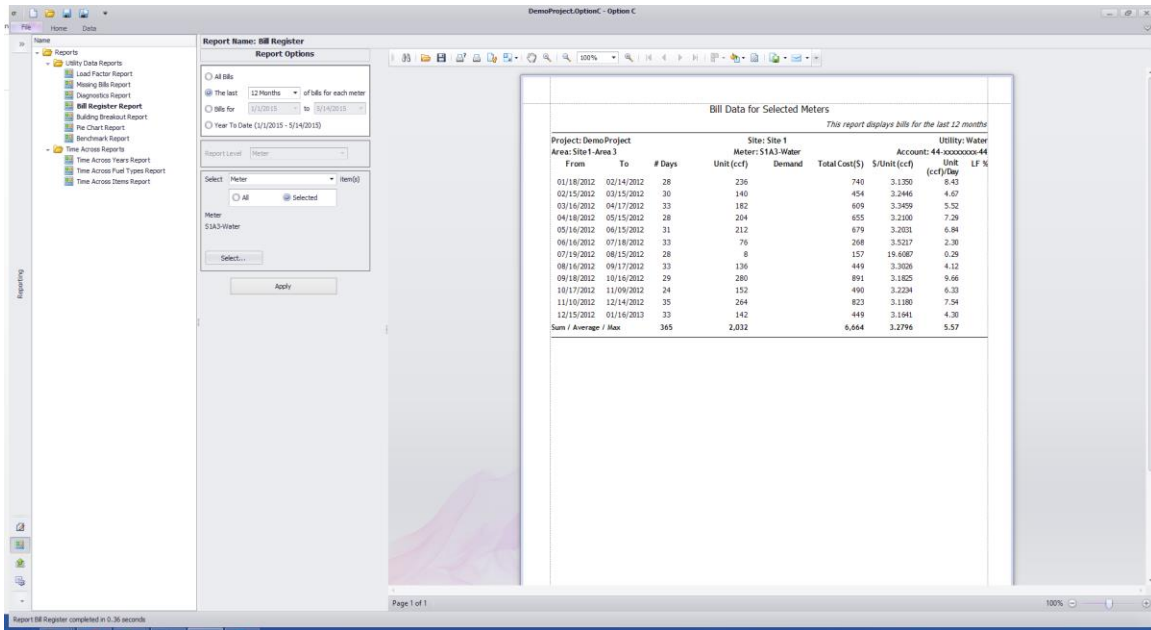 DemoProject.OptionC - Option C
File Home Data
Name
Reports
Utility Data Reports
Load Factor Report
Missing Bills Report
Diagnostics Report
Bill Register Report
Building Breakout Report
Pie Chart Report
Benchmark Report
Time Across Reports
Time Across Years Report
Time Across Fuel Types Report
Time Across Items Report
Reporting
Report Name: Bill Register
Report Options
All Bills
The last 12 Months of bills for each meter
Bills for 1/1/2015 to 5/14/2015
Year To Date (1/1/2015 - 5/14/2015)
Report Level Meter
Select Meter item(s)
All Selected
Meter
S1A3-Water
Select...
Apply
100%
Bill Data for Selected Meters
This report displays bills for the last 12 months
Project: DemoProject Site: Site 1 Utility: Water
Area: Site1-Area 3 Meter: S1A3-Water Account: 44-xxxxxxxx-44
From To # Days Unit (ccf) Demand Total Cost($) $/Unit (ccf) Unit (ccf)/Day LF %
01/18/2012 02/14/2012 28 236 740 3.1350 8.43
02/15/2012 03/15/2012 30 140 454 3.2446 4.67
03/16/2012 04/17/2012 33 182 609 3.3459 5.52
04/18/2012 05/15/2012 28 204 655 3.2100 7.29
05/16/2012 06/15/2012 31 212 679 3.2031 6.84
06/16/2012 07/18/2012 33 76 268 3.5217 2.30
07/19/2012 08/15/2012 28 8 157 19.6087 0.29
08/16/2012 09/17/2012 33 136 449 3.3026 4.12
09/18/2012 10/16/2012 29 280 891 3.1825 9.66
10/17/2012 11/09/2012 24 152 490 3.2234 6.33
11/10/2012 12/14/2012 35 264 823 3.1180 7.54
12/15/2012 01/16/2013 33 142 449 3.1641 4.30
Sum / Average / Max 365 2,032 6,664 3.2796 5.57
Page 1 of 1 100%
Report Bill Register completed in 0.36 seconds